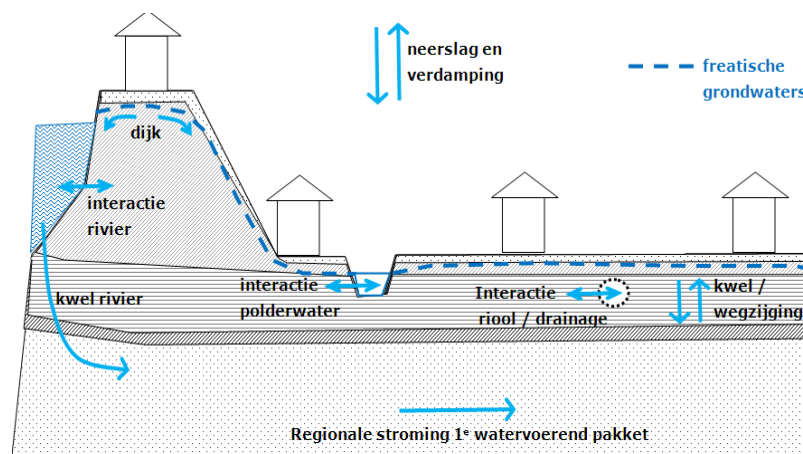 neerslag en
verdamping
freatische
grondwaters
dijk
interactie
rivier
kwel rivier
interactie
polderwater
Interactie
riool / drainage
kwel /
wegzijging
Regionale stroming 1ᵉ watervoerend pakket